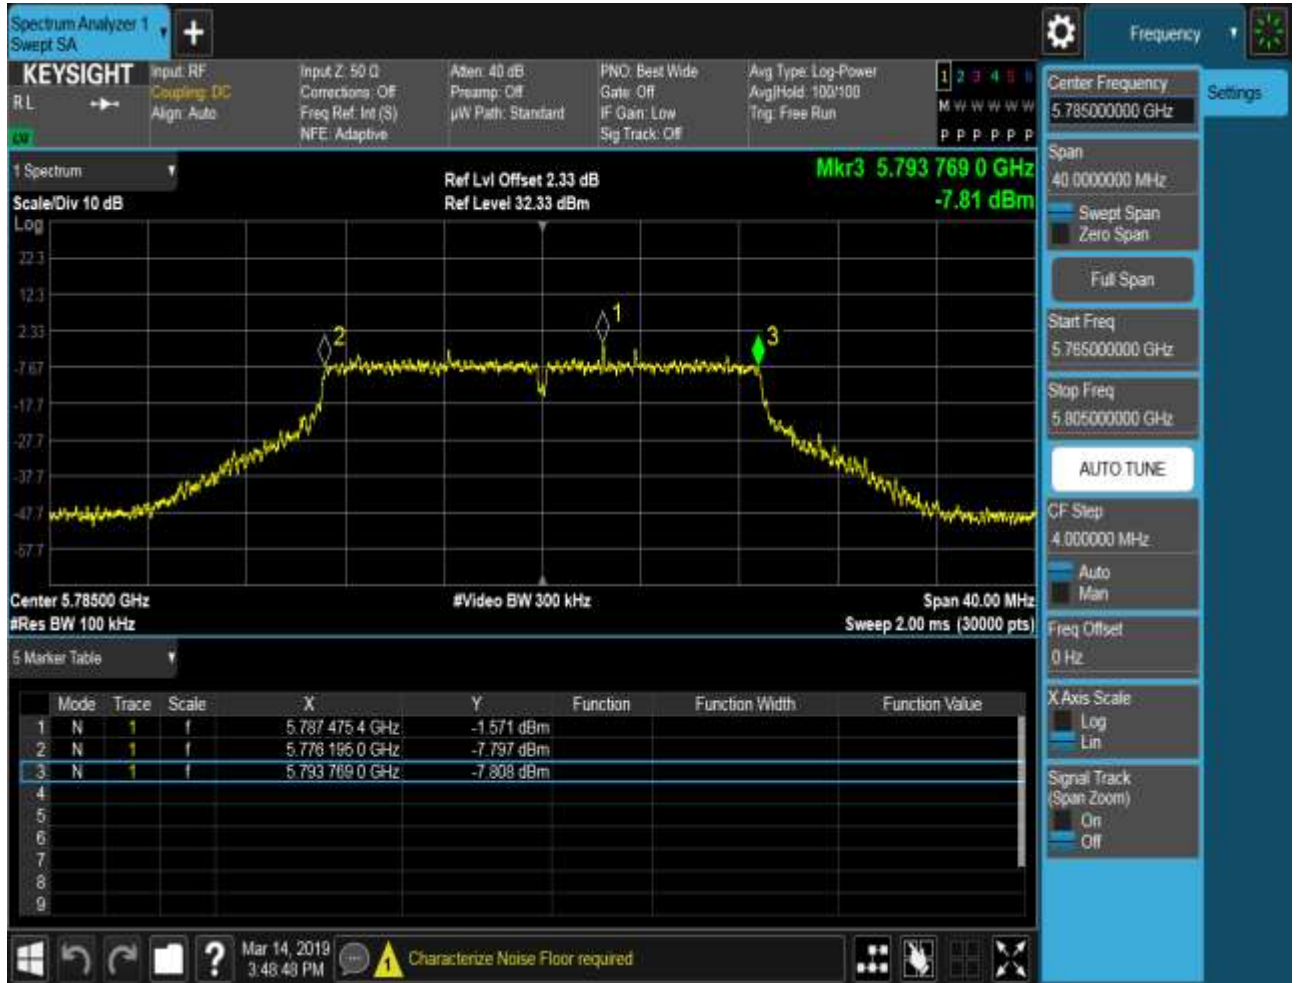 Spectrum Analyzer 1
Swept SA
+
Frequency
KEYSIGHT
RL
Input: RF
Coupling: DC
Align: Auto
Input Z: 50 Ω
Corrections: Off
Freq Ref: Int (S)
NFE: Adaptive
Atten: 40 dB
Preamp: Off
µW Path: Standard
PNO: Best Wide
Gate: Off
IF Gain: Low
Sig Track: Off
Avg Type: Log-Power
Avg|Hold: 100/100
Trig: Free Run
1 2 3 4 5 6
M W W W W W
P P P P P P
1 Spectrum
Scale/Div 10 dB
Ref Lvl Offset 2.33 dB
Ref Level 32.33 dBm
Mkr3 5.793 769 0 GHz
-7.81 dBm
Log
22.3
12.3
2.33
-7.67
-17.7
-27.7
-37.7
-47.7
-57.7
1
2
3
Center 5.78500 GHz
#Res BW 100 kHz
#Video BW 300 kHz
Span 40.00 MHz
Sweep 2.00 ms (30000 pts)
5 Marker Table
Mode Trace Scale X Y Function Function Width Function Value
1 N 1 f 5.787 475 4 GHz -1.571 dBm
2 N 1 f 5.776 195 0 GHz -7.797 dBm
3 N 1 f 5.793 769 0 GHz -7.808 dBm
4
5
6
7
8
9
?
Mar 14, 2019
3:48:48 PM
1
Characterize Noise Floor required
Center Frequency
5.785000000 GHz
Settings
Span
40.0000000 MHz
Swept Span
Zero Span
Full Span
Start Freq
5.765000000 GHz
Stop Freq
5.805000000 GHz
AUTO TUNE
CF Step
4.000000 MHz
Auto
Man
Freq Offset
0 Hz
X Axis Scale
Log
Lin
Signal Track
(Span Zoom)
On
Off